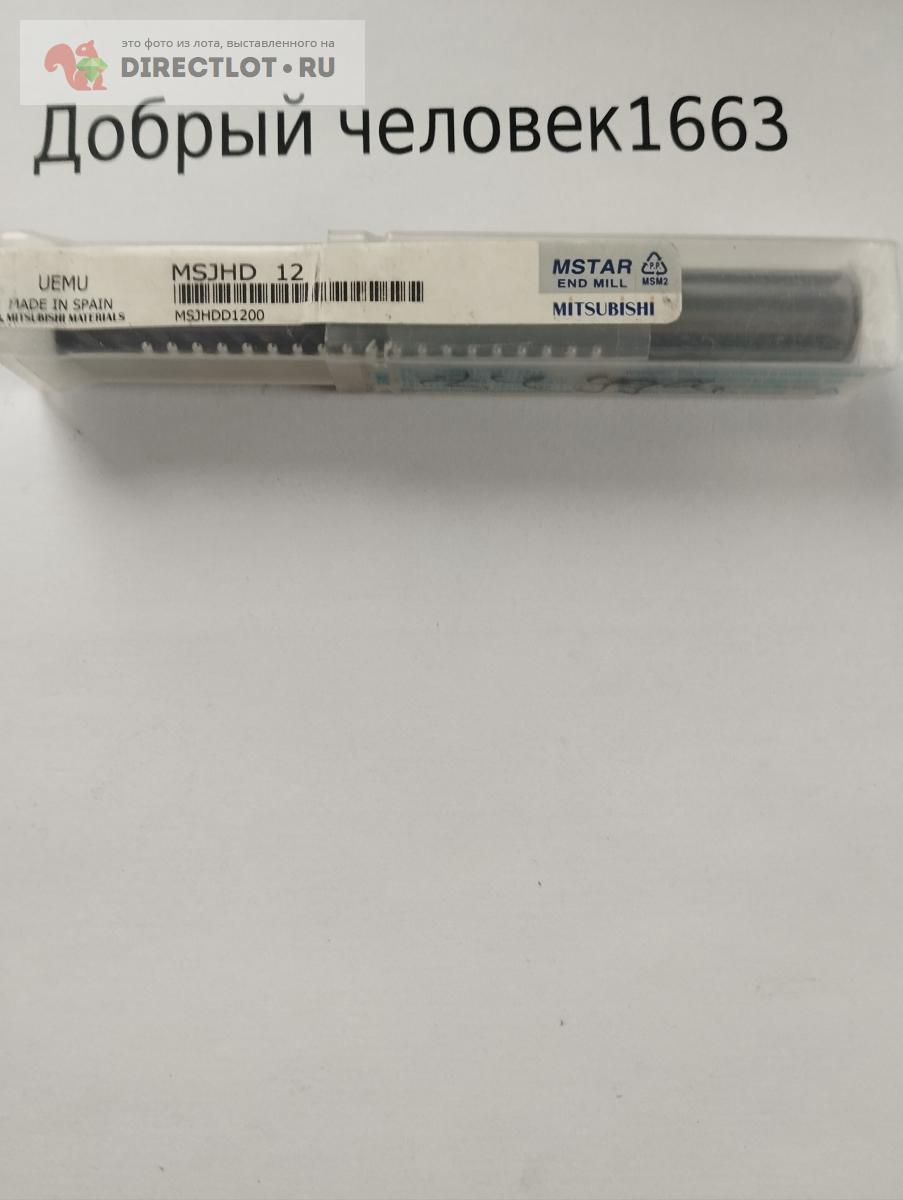 это фото из лота, выставленного на
DIRECTLOT•RU
Добрый человек1663
UEMU
MADE IN SPAIN
MITSUBISHI MATERIALS
MSJHD 12
MSJHDD1200
MSTAR
END MILL
P.P.
MSM2
MITSUBISHI